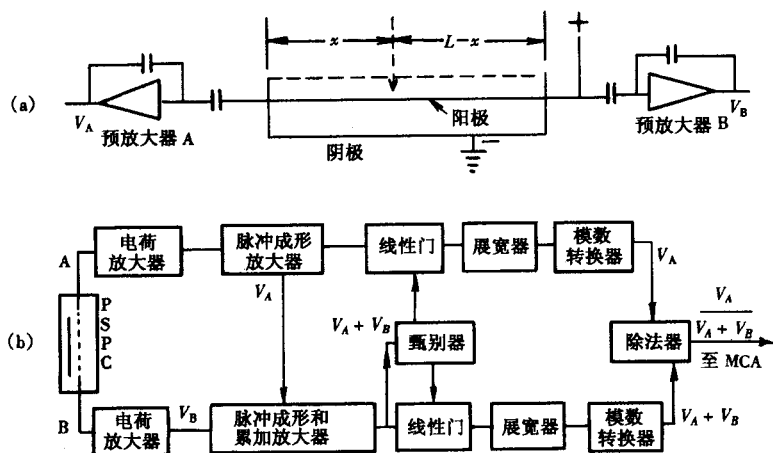 (a)
x
L-x
V_A
预放大器 A
阳极
阴极
预放大器 B
V_B
(b)
A
电荷
放大器
脉冲成形
放大器
线性门
展宽器
模数
转换器
V_A
V_A
P
S
P
C
V_A + V_B
甄别器
除法器
V_A
V_A + V_B
至 MCA
B
电荷
放大器
V_B
脉冲成形和
累加放大器
线性门
展宽器
模数
转换器
V_A + V_B